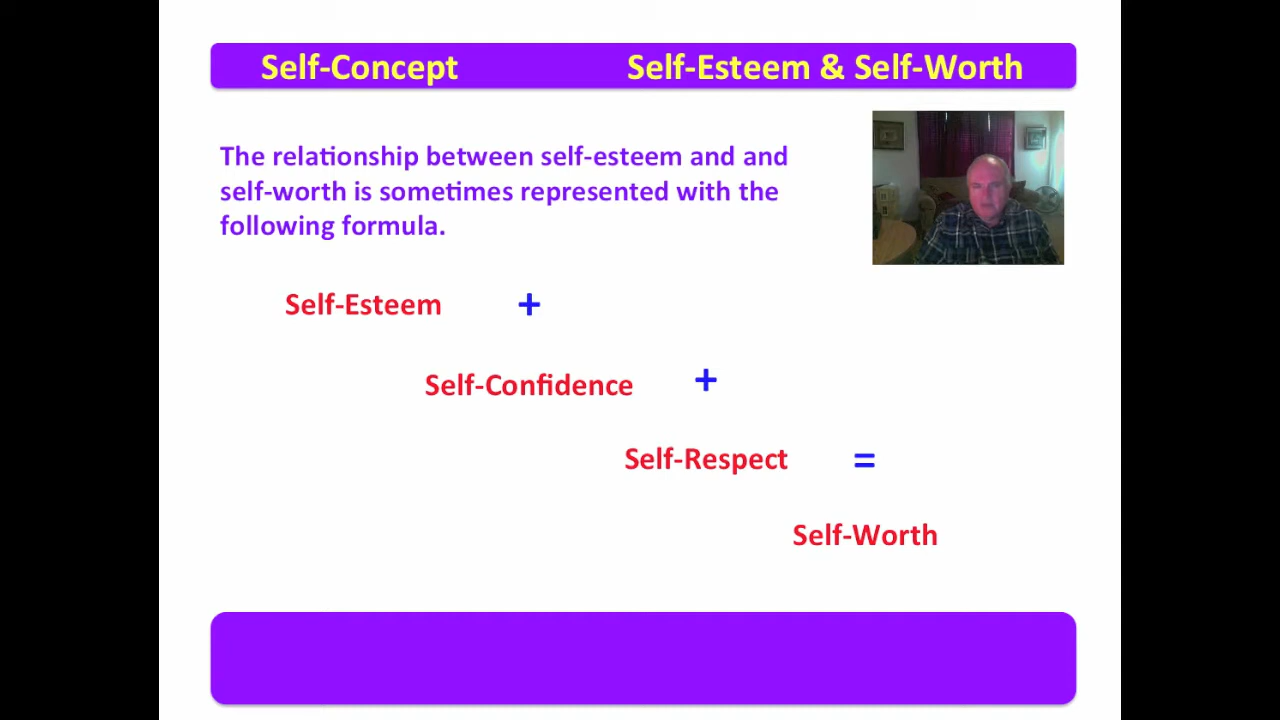 Self-Concept Self-Esteem & Self-Worth
The relationship between self-esteem and and
self-worth is sometimes represented with the
following formula.
Self-Esteem +
Self-Confidence +
Self-Respect =
Self-Worth